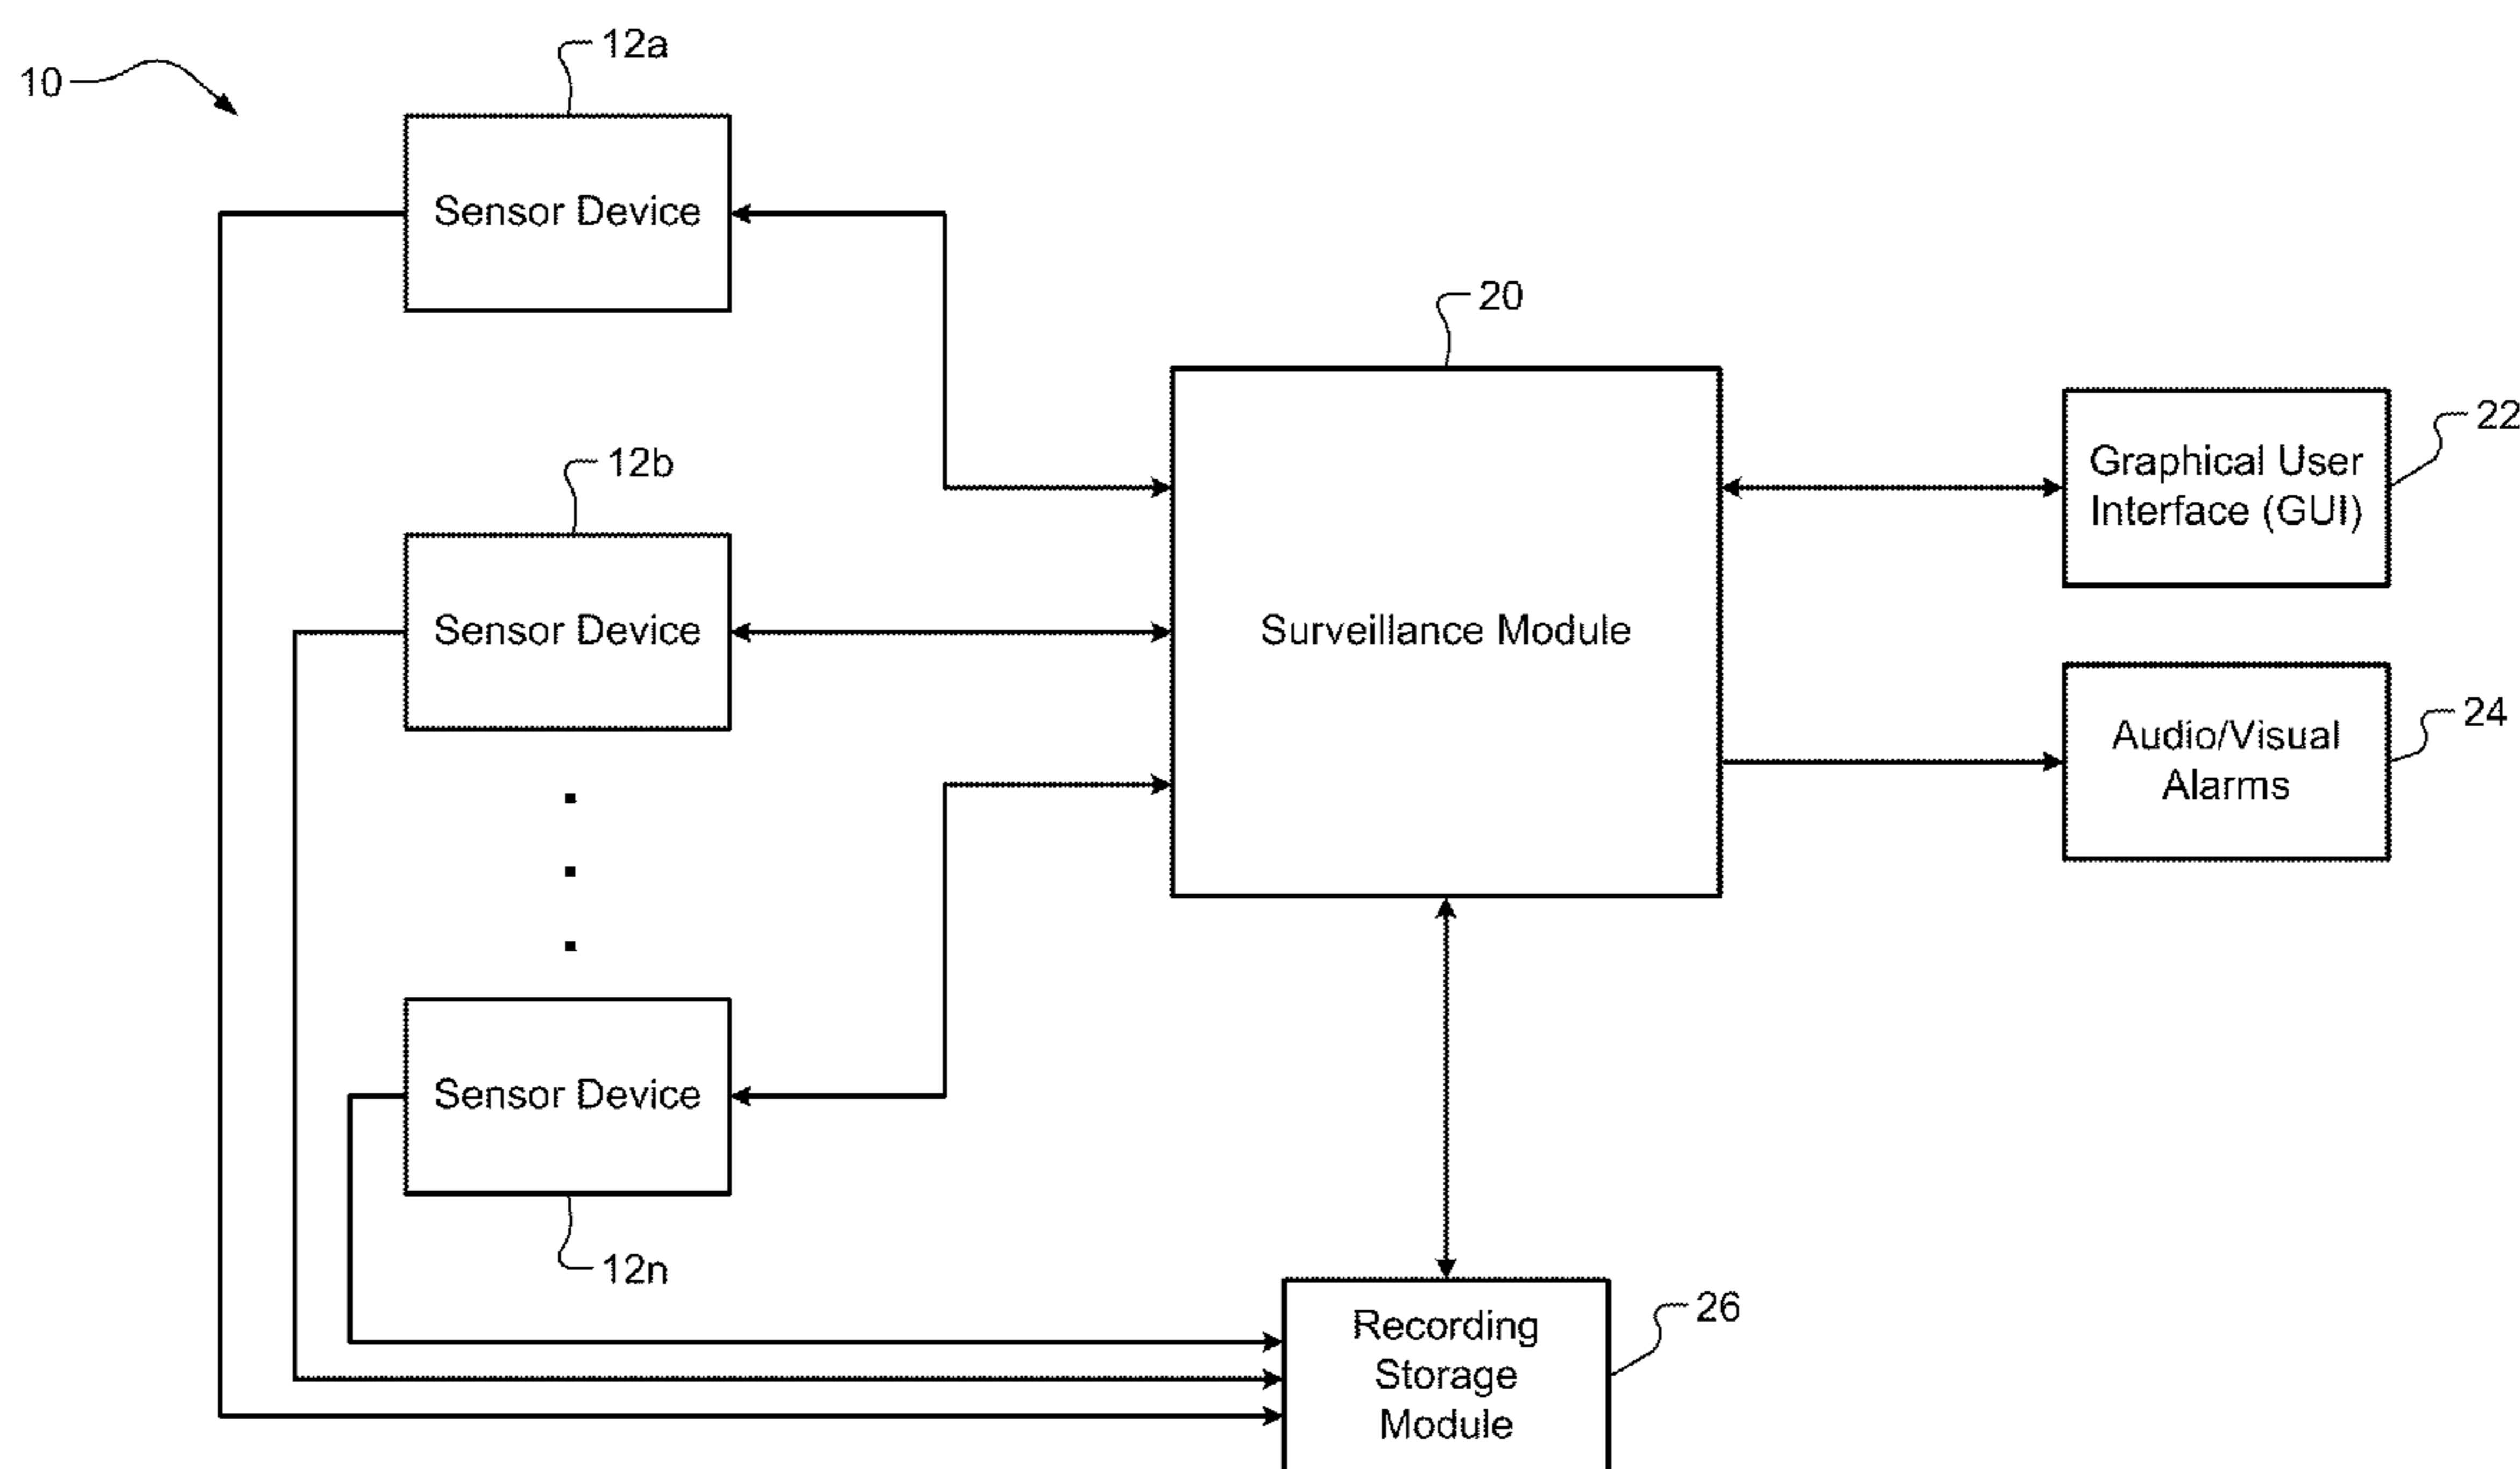 10
12a
Sensor Device
20
12b
Sensor Device
Surveillance Module
22
Graphical User
Interface (GUI)
24
Audio/Visual
Alarms
Sensor Device
12n
26
Recording
Storage
Module